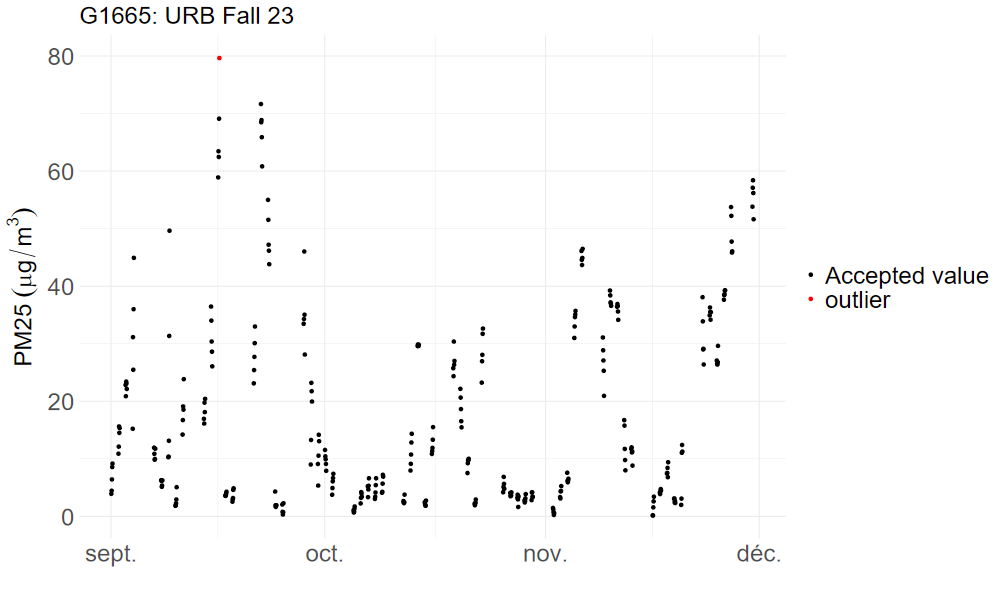 G1665: URB Fall 23
PM25 (μg/m³)
80
60
40
20
0
sept.
oct.
nov.
déc.
Accepted value
outlier